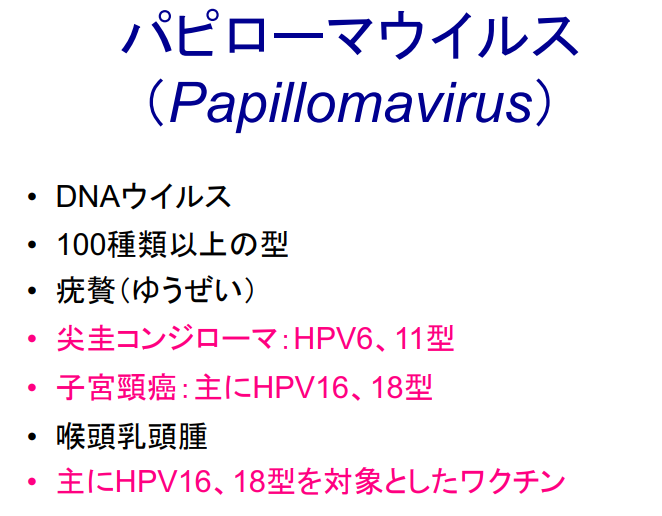 パピローマウイルス
（Papillomavirus）
• DNAウイルス
• 100種類以上の型
• 疣贅（ゆうぜい）
• 尖圭コンジローマ：HPV6、11型
• 子宮頸癌：主にHPV16、18型
• 喉頭乳頭腫
• 主にHPV16、18型を対象としたワクチン